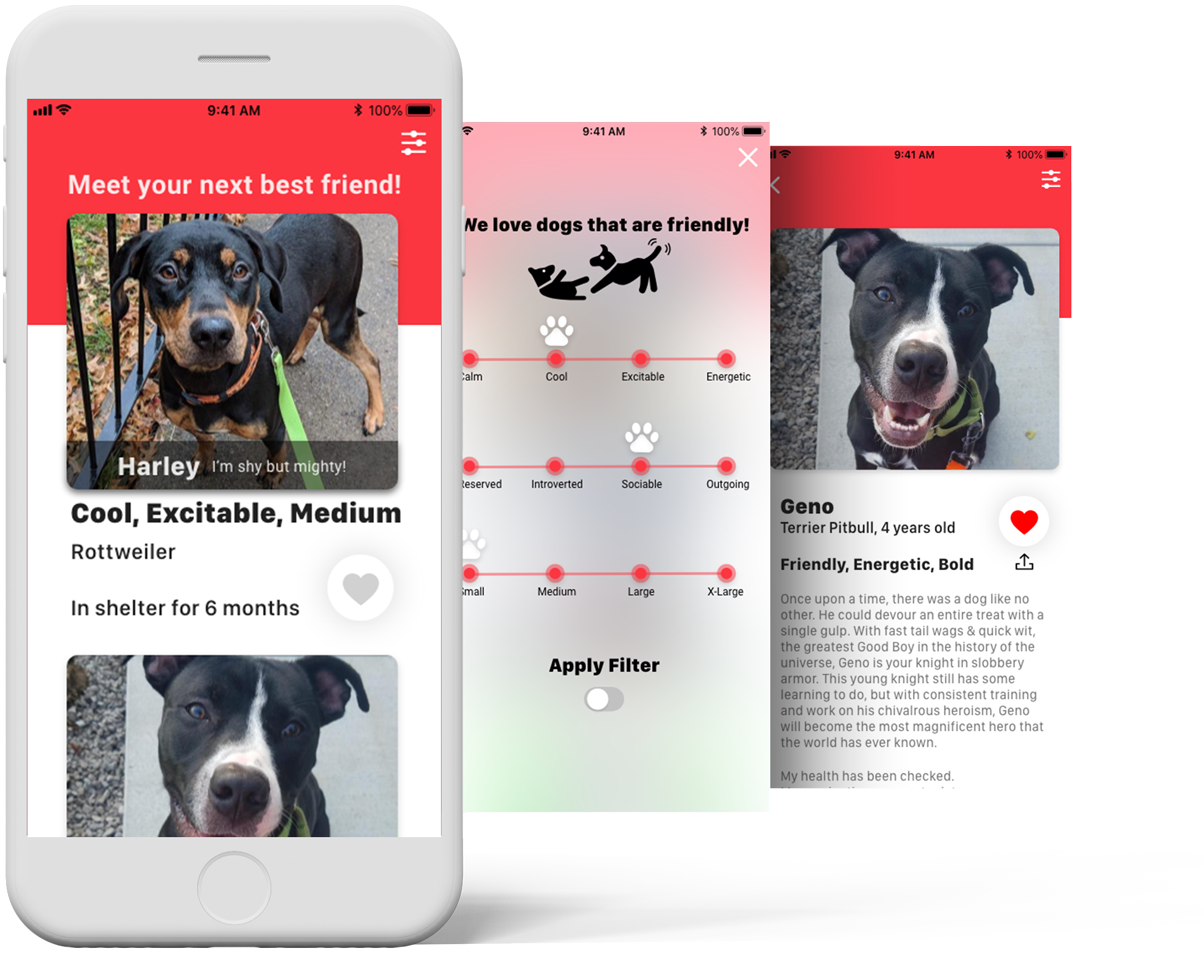 9:41 AM
100%
Meet your next best friend!
Harley I'm shy but mighty!
Cool, Excitable, Medium
Rottweiler
In shelter for 6 months
9:41 AM
100%
We love dogs that are friendly!
Calm Cool Excitable Energetic
Reserved Introverted Sociable Outgoing
Small Medium Large X-Large
Apply Filter
9:41 AM
100%
Geno
Terrier Pitbull, 4 years old
Friendly, Energetic, Bold
Once upon a time, there was a dog like no
other. He could devour an entire treat with a
single gulp. With fast tail wags & quick wit,
the greatest Good Boy in the history of the
universe, Geno is your knight in slobbery
armor. This young knight still has some
learning to do, but with consistent training
and work on his chivalrous heroism, Geno
will become the most magnificent hero that
the world has ever known.
My health has been checked.